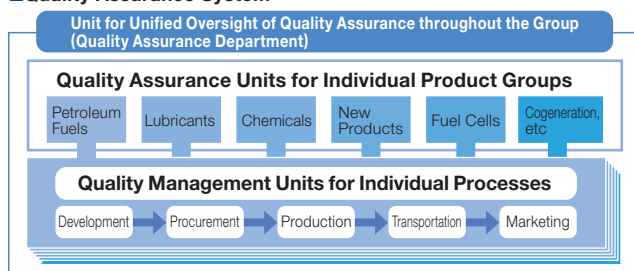 Quality Assurance System
Unit for Unified Oversight of Quality Assurance throughout the Group
(Quality Assurance Department)
Quality Assurance Units for Individual Product Groups
Petroleum
Fuels
Lubricants
Chemicals
New
Products
Fuel Cells
Cogeneration,
etc
Quality Management Units for Individual Processes
Development
Procurement
Production
Transportation
Marketing